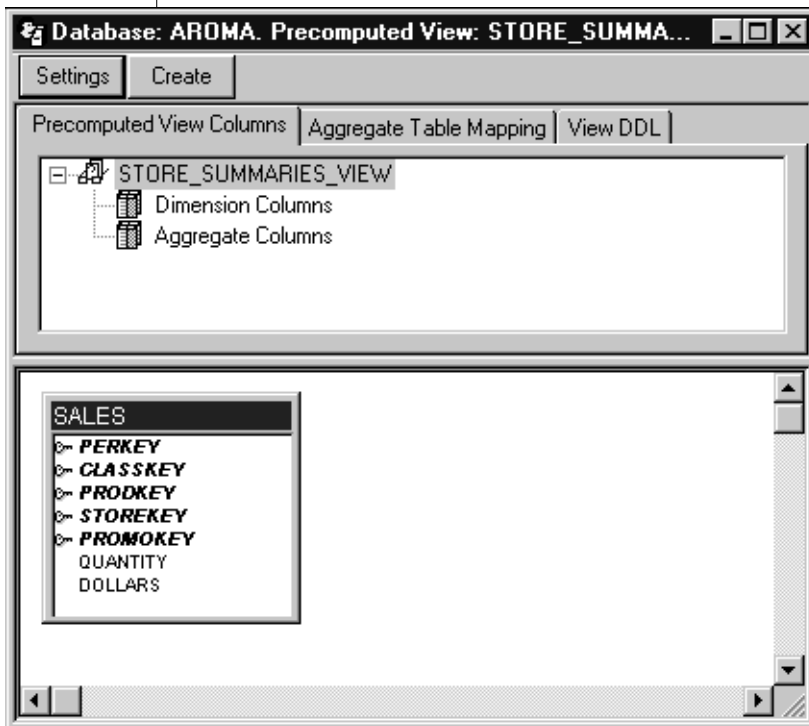 Database: AROMA. Precomputed View: STORE_SUMMA...
Settings Create
Precomputed View Columns Aggregate Table Mapping View DDL
STORE_SUMMARIES_VIEW
Dimension Columns
Aggregate Columns
SALES
PERKEY
CLASSKEY
PRODKEY
STOREKEY
PROMOKEY
QUANTITY
DOLLARS